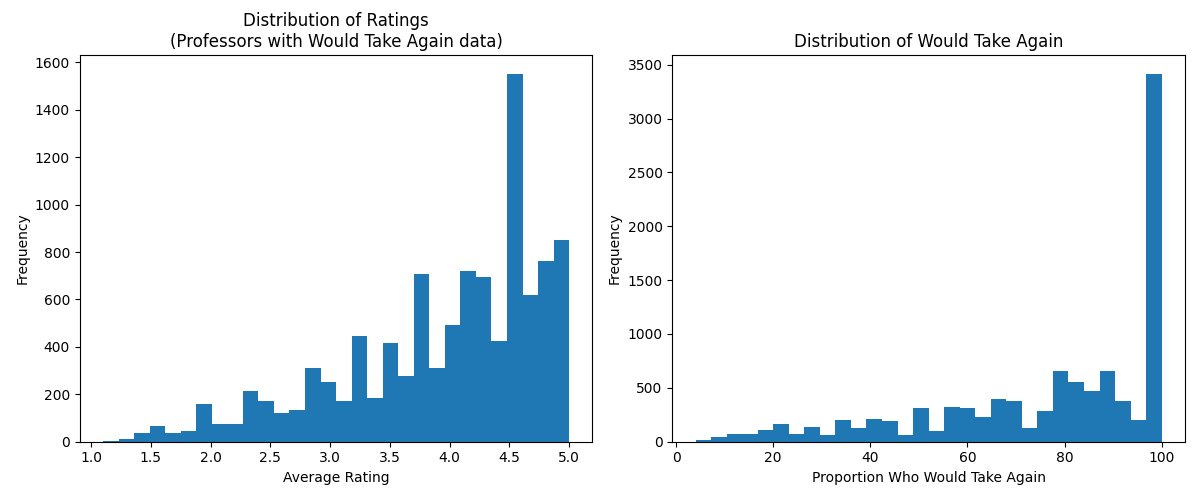 Distribution of Ratings
(Professors with Would Take Again data)
1600
1400
1200
1000
800
600
400
200
0
Frequency
1.0 1.5 2.0 2.5 3.0 3.5 4.0 4.5 5.0
Average Rating
Distribution of Would Take Again
3500
3000
2500
2000
1500
1000
500
0
Frequency
0 20 40 60 80 100
Proportion Who Would Take Again